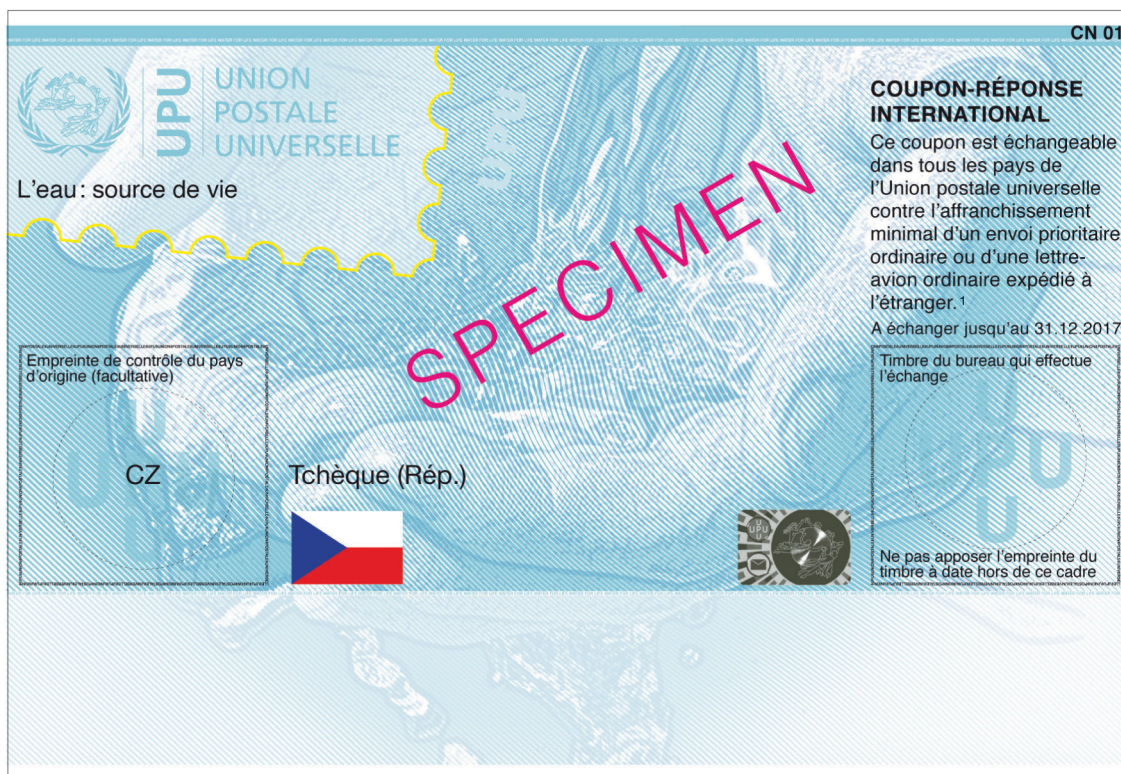 CN 01
UPU
UNION
POSTALE
UNIVERSELLE
L'eau : source de vie
UPU
SPECIMEN
COUPON-RÉPONSE
INTERNATIONAL
Ce coupon est échangeable
dans tous les pays de
l'Union postale universelle
contre l'affranchissement
minimal d'un envoi prioritaire
ordinaire ou d'une lettre-
avion ordinaire expédié à
l'étranger.¹
A échanger jusqu'au 31.12.2017
Empreinte de contrôle du pays
d'origine (facultative)
CZ
Tchèque (Rép.)
UPU
Timbre du bureau qui effectue
l'échange
UPU
Ne pas apposer l'empreinte du
timbre à date hors de ce cadre